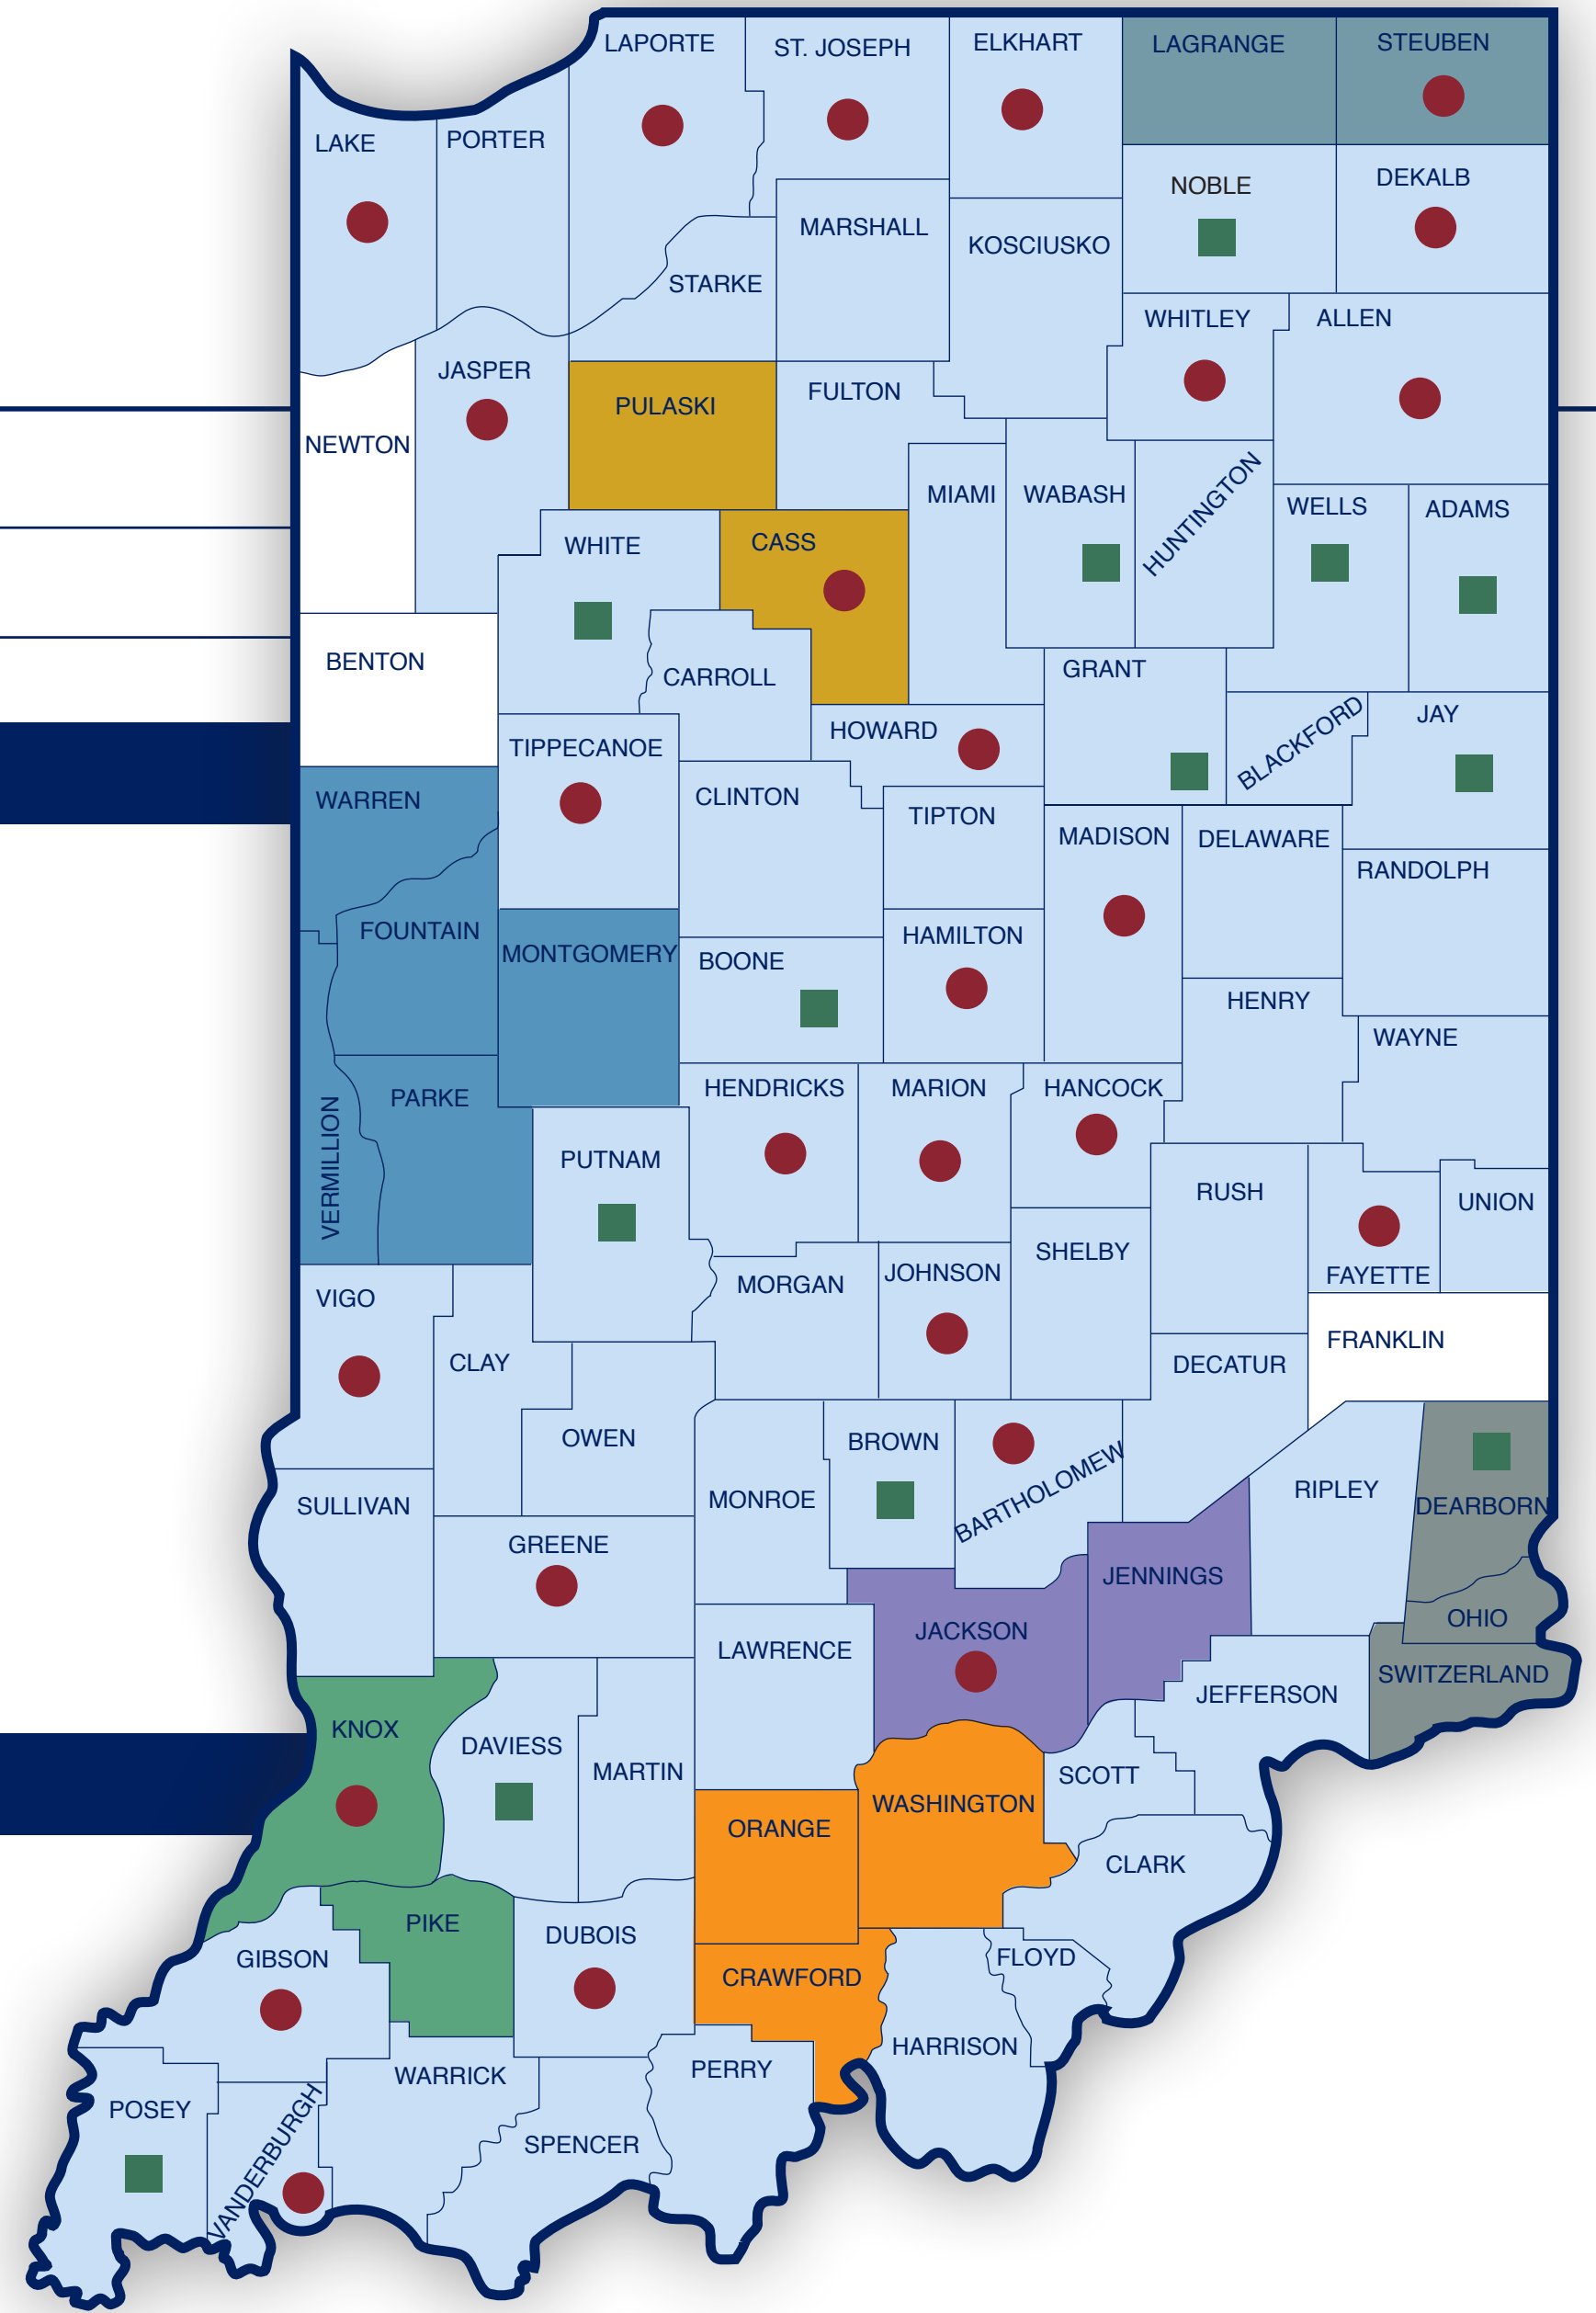 LAPORTE
ST. JOSEPH
ELKHART
LAGRANGE
STEUBEN
LAKE
PORTER
NOBLE
DEKALB
MARSHALL
KOSCIUSKO
STARKE
WHITLEY
ALLEN
JASPER
PULASKI
FULTON
NEWTON
MIAMI
WABASH
HUNTINGTON
WELLS
ADAMS
WHITE
CASS
BENTON
CARROLL
GRANT
BLACKFORD
JAY
HOWARD
TIPPECANOE
WARREN
CLINTON
TIPTON
MADISON
DELAWARE
RANDOLPH
FOUNTAIN
MONTGOMERY
BOONE
HAMILTON
HENRY
WAYNE
VERMILLION
PARKE
HENDRICKS
MARION
HANCOCK
PUTNAM
RUSH
UNION
SHELBY
FAYETTE
MORGAN
JOHNSON
VIGO
FRANKLIN
CLAY
DECATUR
OWEN
BROWN
BARTHOLOMEW
MONROE
RIPLEY
DEARBORN
SULLIVAN
GREENE
JENNINGS
OHIO
JACKSON
LAWRENCE
SWITZERLAND
JEFFERSON
KNOX
DAVIESS
MARTIN
SCOTT
WASHINGTON
ORANGE
CLARK
PIKE
DUBOIS
GIBSON
FLOYD
CRAWFORD
HARRISON
PERRY
WARRICK
POSEY
VANDERBURGH
SPENCER